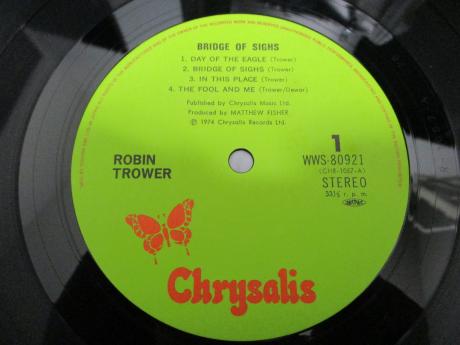 BRIDGE OF SIGHS
1. DAY OF THE EAGLE (Trower)
2. BRIDGE OF SIGHS (Trower)
3. IN THIS PLACE (Trower)
4. THE FOOL AND ME (Trower/Dewar)
Published by Chrysalis Music Ltd.
Produced by MATTHEW FISHER
Ⓟ 1974 Chrysalis Records Ltd.
ROBIN
TROWER
1
WWS-80921
(CHR-1057-A)
STEREO
33⅓ r. p. m.
Chrysalis